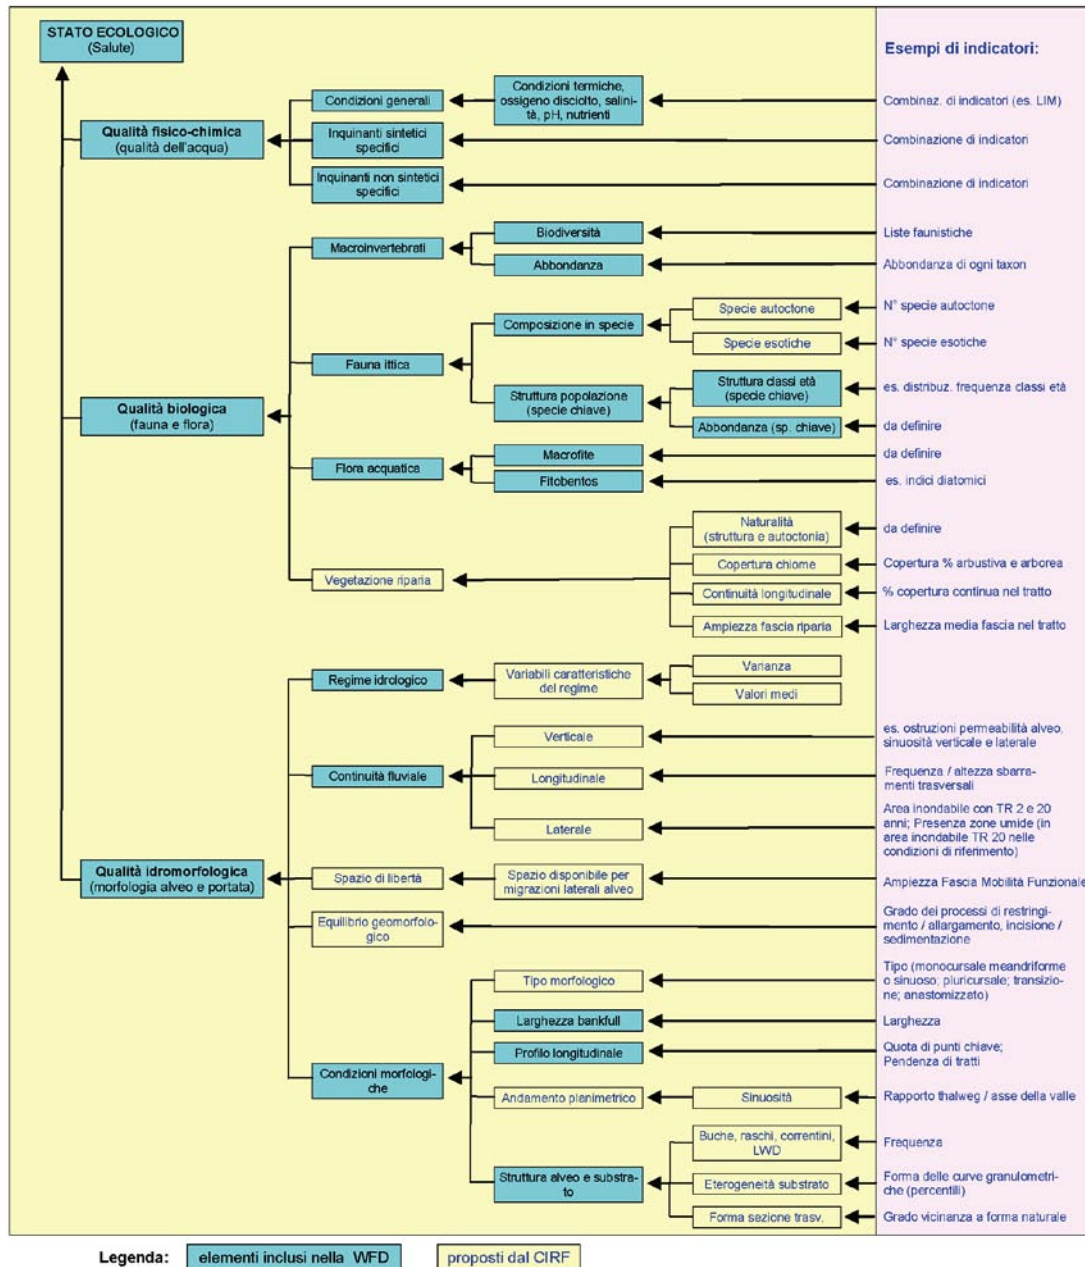 STATO ECOLOGICO
(Salute)
Esempi di indicatori:
Qualità fisico-chimica
(qualità dell'acqua)
Condizioni generali
Condizioni termiche,
ossigeno disciolto, salini-
tà, pH, nutrienti
Combinaz. di indicatori (es. LIM)
Inquinanti sintetici
specifici
Combinazione di indicatori
Inquinanti non sintetici
specifici
Combinazione di indicatori
Qualità biologica
(fauna e flora)
Macroinvertebrati
Biodiversità
Liste faunistiche
Abbondanza
Abbondanza di ogni taxon
Fauna ittica
Composizione in specie
Specie autoctone
N° specie autoctone
Specie esotiche
N° specie esotiche
Struttura popolazione
(specie chiave)
Struttura classi età
(specie chiave)
es. distribuz. frequenza classi età
Abbondanza (sp. chiave)
da definire
Flora acquatica
Macrofite
da definire
Fitobentos
es. indici diatomici
Vegetazione riparia
Naturalità
(struttura e autoctonia)
da definire
Copertura chiome
Copertura % arbustiva e arborea
Continuità longitudinale
% copertura continua nel tratto
Ampiezza fascia riparia
Larghezza media fascia nel tratto
Qualità idromorfologica
(morfologia alveo e portata)
Regime idrologico
Variabili caratteristiche
del regime
Varianza
Valori medi
Continuità fluviale
Verticale
es. ostruzioni permeabilità alveo,
sinuosità verticale e laterale
Longitudinale
Frequenza / altezza sbarra-
menti trasversali
Laterale
Area inondabile con TR 2 e 20
anni; Presenza zone umide (in
area inondabile TR 20 nelle
condizioni di riferimento)
Spazio di libertà
Spazio disponibile per
migrazioni laterali alveo
Ampiezza Fascia Mobilità Funzionale
Equilibrio geomorfolo-
gico
Grado dei processi di restringi-
mento / allargamento, incisione /
sedimentazione
Condizioni morfologi-
che
Tipo morfologico
Tipo (monocursale meandriforme
o sinuoso; pluricursale; transizio-
ne; anastomizzato)
Larghezza bankfull
Larghezza
Profilo longitudinale
Quota di punti chiave;
Pendenza di tratti
Andamento planimetrico
Sinuosità
Rapporto thalweg / asse della valle
Struttura alveo e substra-
to
Buche, raschi, correntini,
LWD
Frequenza
Eterogeneità substrato
Forma delle curve granulometri-
che (percentili)
Forma sezione trasv.
Grado vicinanza a forma naturale
Legenda:
elementi inclusi nella WFD
proposti dal CIRF